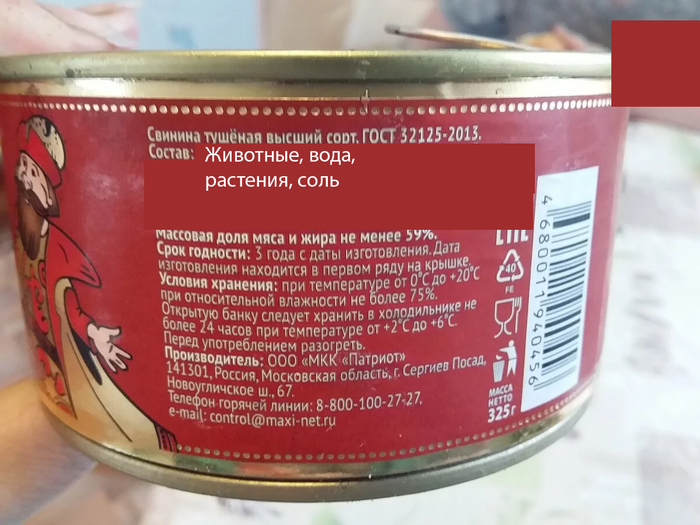 Свинина тушёная высший сорт. ГОСТ 32125-2013.
Состав: Животные, вода,
растения, соль
Массовая доля мяса и жира не менее 59%.
Срок годности: 3 года с даты изготовления. Дата
изготовления находится в первом ряду на крышке.
Условия хранения: при температуре от 0°С до +20°С
при относительной влажности не более 75%.
Открытую банку следует хранить в холодильнике не
более 24 часов при температуре от +2°С до +6°С.
Перед употреблением разогреть.
Производитель: ООО «МКК «Патриот»
141301, Россия, Московская область, г. Сергиев Посад,
Новоугличское ш., 67.
Телефон горячей линии: 8-800-100-27-27,
e-mail: control@maxi-net.ru
EAC
40
FE
МАССА
НЕТТО
325г
4 680011 940456